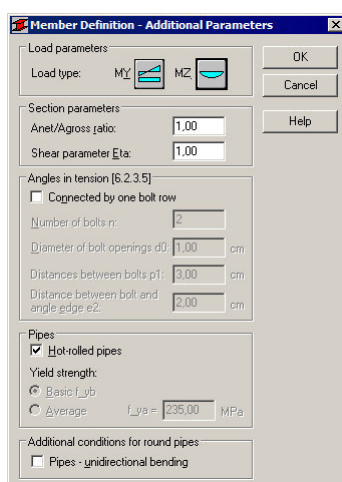 Member Definition - Additional Parameters
Load parameters
Load type: MY MZ
OK
Cancel
Help
Section parameters
Anet/Agross ratio: 1,00
Shear parameter Eta: 1,00
Angles in tension [6.2.3.5]
Connected by one bolt row
Number of bolts n: 2
Diameter of bolt openings d0: 1,00 cm
Distances between bolts p1: 3,00 cm
Distance between bolt and
angle edge e2: 2,00 cm
Pipes
Hot-rolled pipes
Yield strength:
Basic f_yb
Average f_ya = 235,00 MPa
Additional conditions for round pipes
Pipes - unidirectional bending